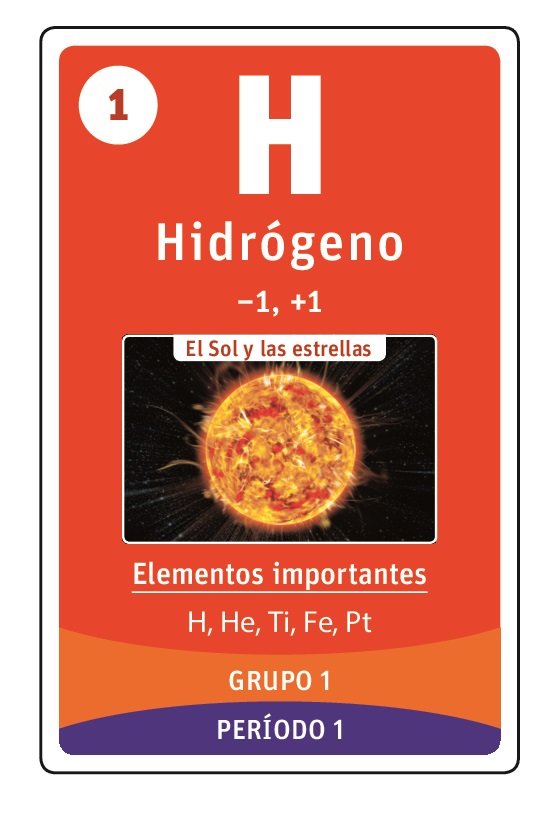 1
H
Hidrógeno
−1, +1
El Sol y las estrellas
Elementos importantes
H, He, Ti, Fe, Pt
GRUPO 1
PERÍODO 1